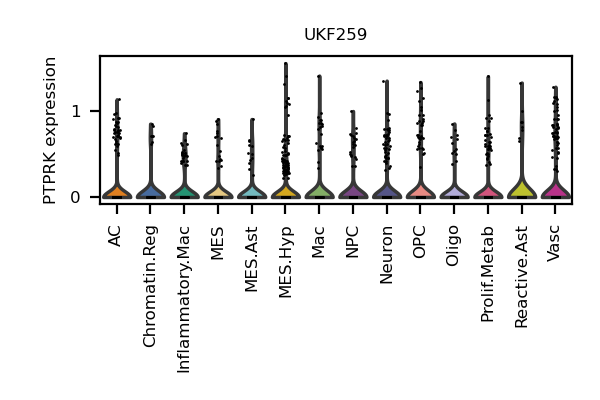 UKF259
PTPRK expression
1
0
AC
Chromatin.Reg
Inflammatory.Mac
MES
MES.Ast
MES.Hyp
Mac
NPC
Neuron
OPC
Oligo
Prolif.Metab
Reactive.Ast
Vasc